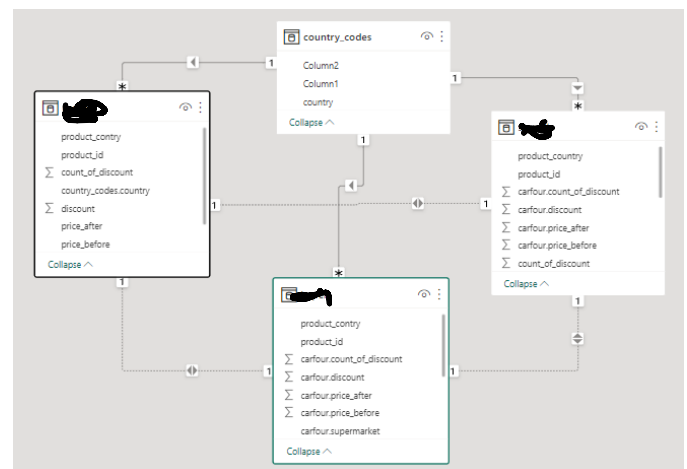 country_codes
Column2
Column1
country
Collapse
1
1
1
*
*
*
product_contry
product_id
Σ count_of_discount
country_codes.country
Σ discount
price_after
price_before
Collapse
1
1
product_country
product_id
Σ carfour.count_of_discount
Σ carfour.discount
Σ carfour.price_after
Σ carfour.price_before
Σ count_of_discount
Collapse
1
1
product_contry
product_id
Σ carfour.count_of_discount
Σ carfour.discount
Σ carfour.price_after
Σ carfour.price_before
carfour.supermarket
Collapse
1
1